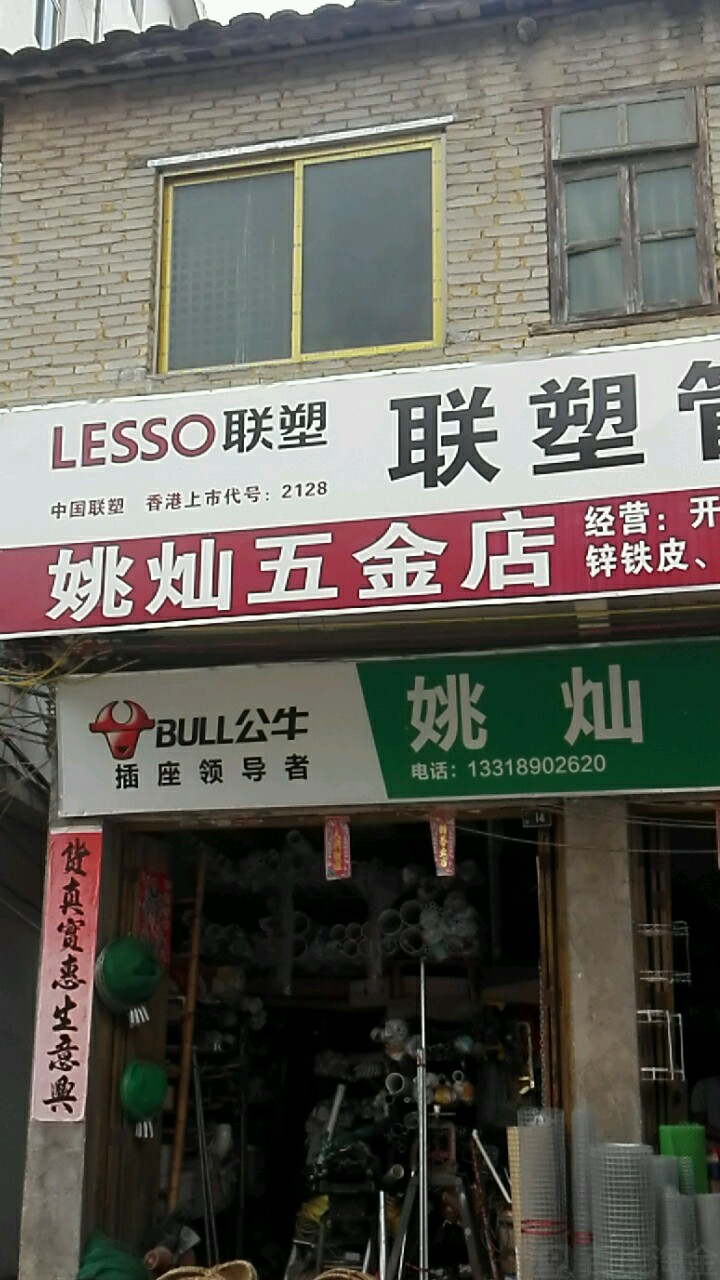 LESSO联塑
联塑
中国联塑 香港上市代号：2128
姚灿五金店
经营：开
锌铁皮、
BULL公牛
插座领导者
姚 灿
电话：13318902620
14
货真实惠生意興